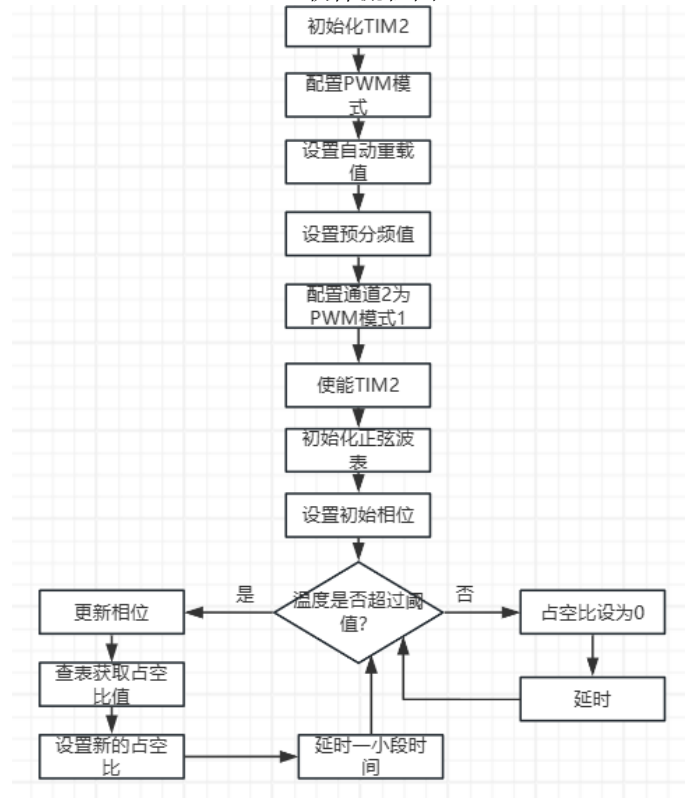 初始化TIM2
配置PWM模
式
设置自动重载
值
设置预分频值
配置通道2为
PWM模式1
使能TIM2
初始化正弦波
表
设置初始相位
温度是否超过阈
值?
是
否
更新相位
查表获取占空
比值
设置新的占空
比
延时一小段时
间
占空比设为0
延时